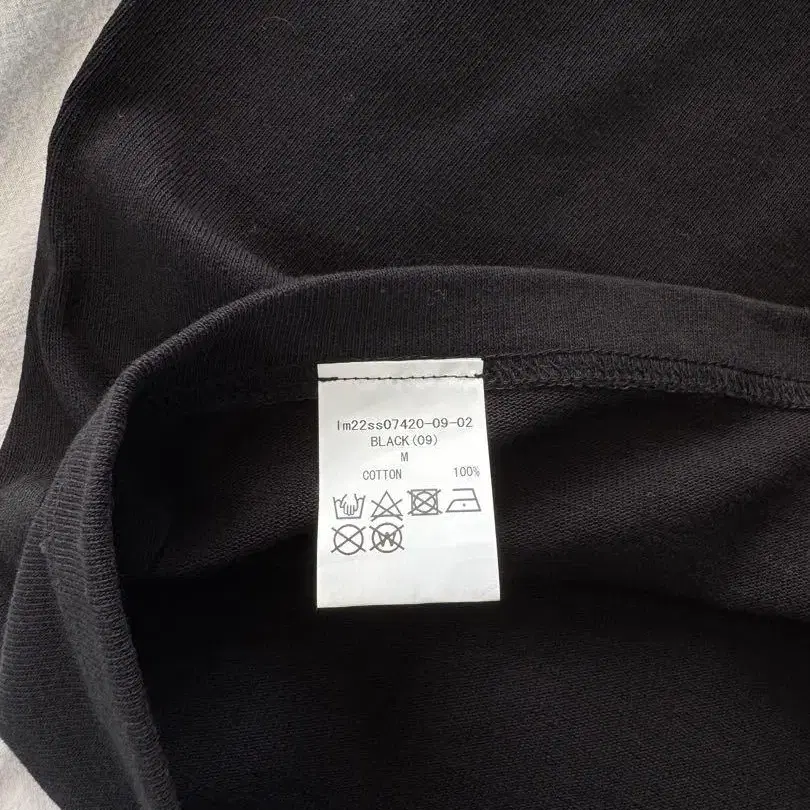 lm22ss07420-09-02
BLACK(09)
M
COTTON 100%
W